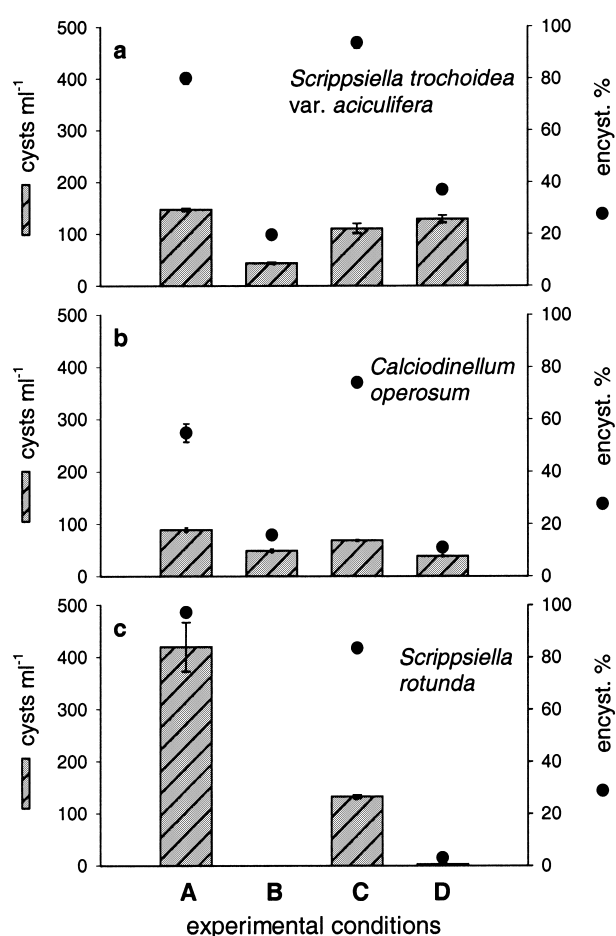 a
Scrippsiella trochoidea
var. aciculifera
cysts ml⁻¹
500
400
300
200
100
0
100
80
60
40
20
0
encyst. %
b
Calciodinellum
operosum
cysts ml⁻¹
500
400
300
200
100
0
100
80
60
40
20
0
encyst. %
c
Scrippsiella
rotunda
cysts ml⁻¹
500
400
300
200
100
0
100
80
60
40
20
0
encyst. %
A B C D
experimental conditions